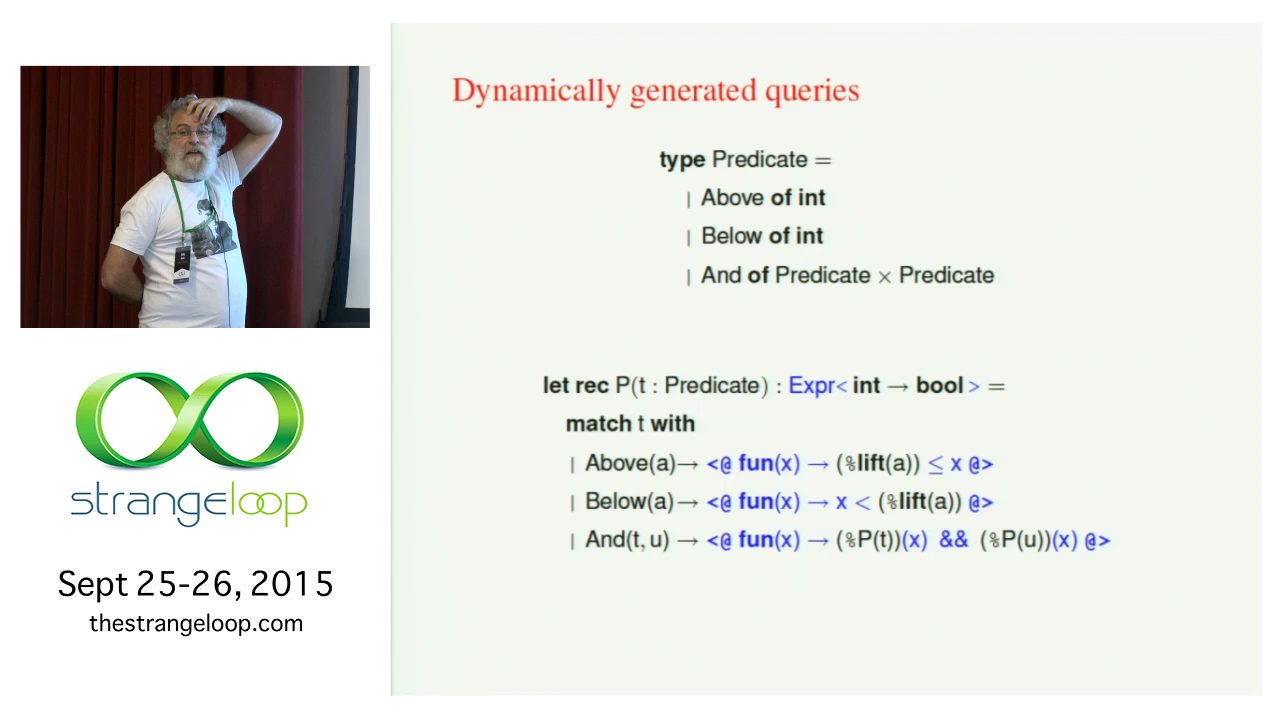 strangeloop
Sept 25-26, 2015
thestrangeloop.com
Dynamically generated queries
type Predicate =
| Above of int
| Below of int
| And of Predicate × Predicate
let rec P(t : Predicate) : Expr< int → bool > =
match t with
| Above(a)→ <@ fun(x) → (%lift(a)) ≤ x @>
| Below(a)→ <@ fun(x) → x < (%lift(a)) @>
| And(t, u) → <@ fun(x) → (%P(t))(x) && (%P(u))(x) @>